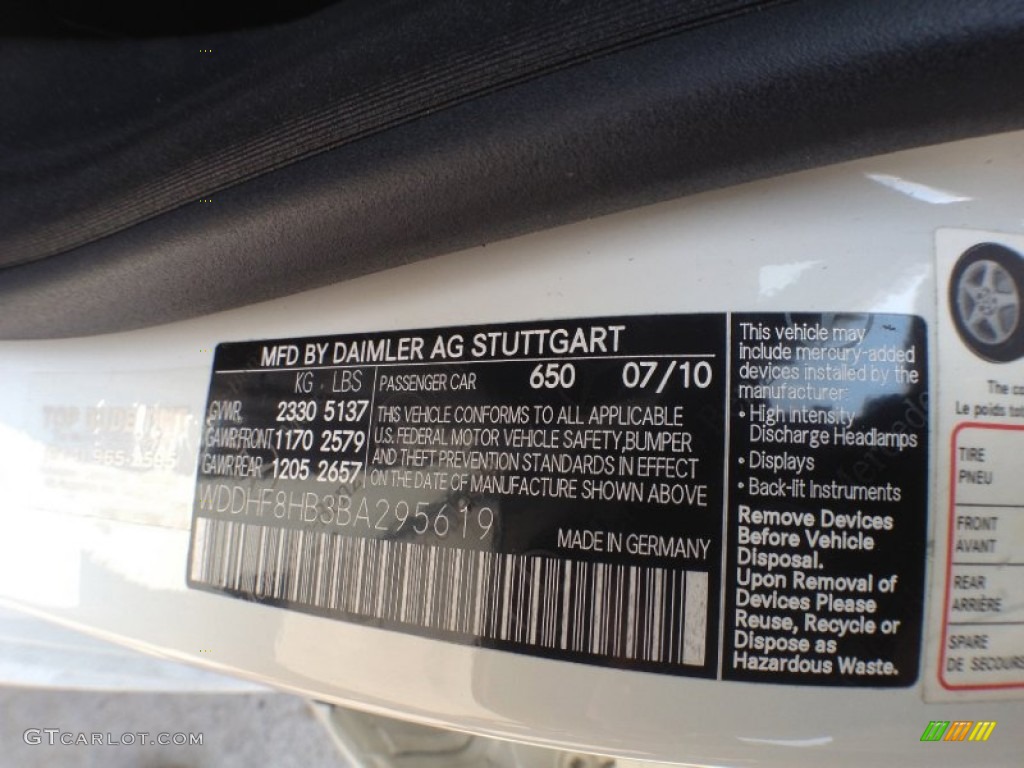 MFD BY DAIMLER AG STUTTGART
KG LBS
GVWR 2330 5137
GAWR FRONT 1170 2579
GAWR REAR 1205 2657
PASSENGER CAR 650 07/10
THIS VEHICLE CONFORMS TO ALL APPLICABLE
U.S. FEDERAL MOTOR VEHICLE SAFETY, BUMPER
AND THEFT PREVENTION STANDARDS IN EFFECT
ON THE DATE OF MANUFACTURE SHOWN ABOVE
WDDHF8HB3BA295619
MADE IN GERMANY
This vehicle may
include mercury-added
devices installed by the
manufacturer:
• High intensity
Discharge Headlamps
• Displays
• Back-lit Instruments
Remove Devices
Before Vehicle
Disposal.
Upon Removal of
Devices Please
Reuse, Recycle or
Dispose as
Hazardous Waste.
The
Le poids
TIRE
PNEU
FRONT
AVANT
REAR
ARRIÈRE
SPARE
DE SECOURS
GTCARLOT.COM